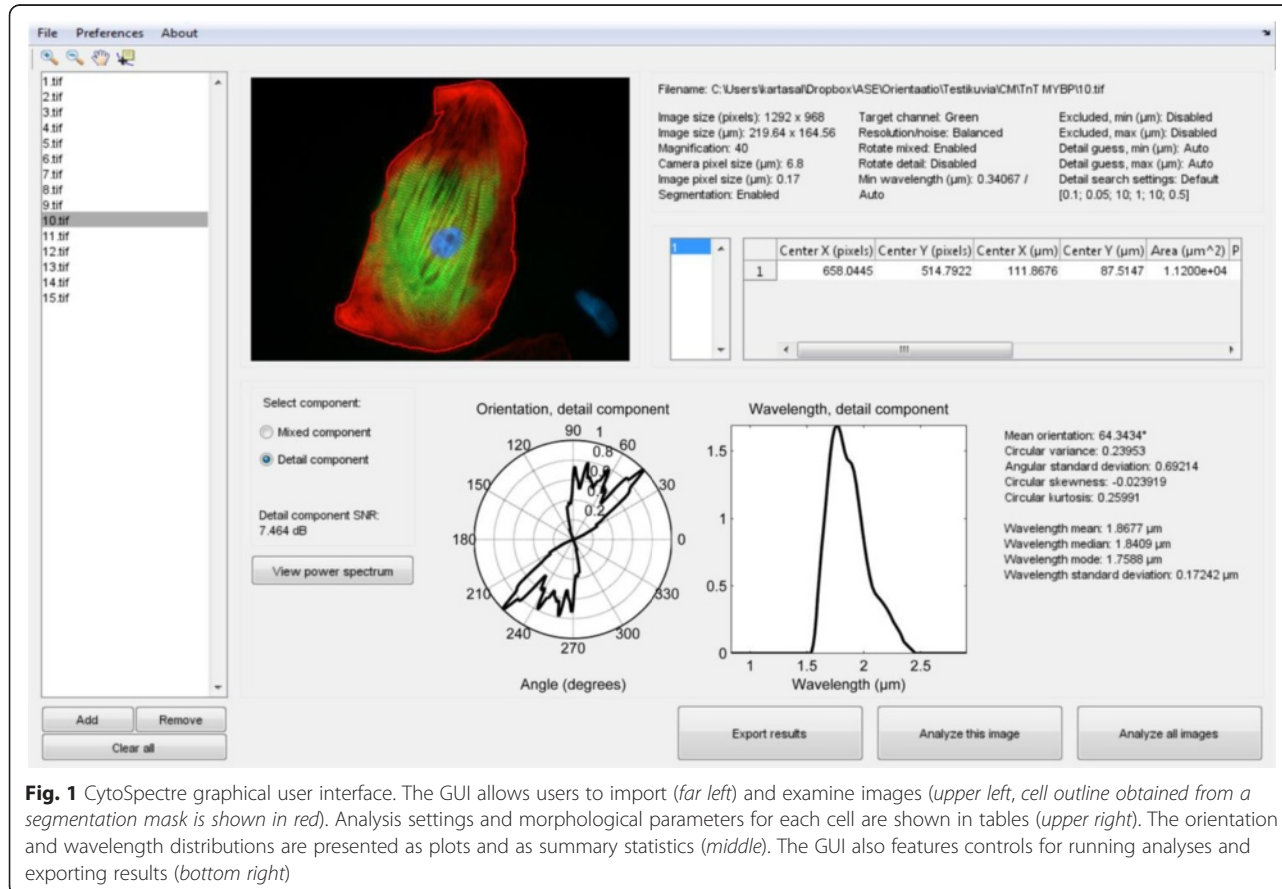 File Preferences About
1.tif
2.tif
3.tif
4.tif
5.tif
6.tif
7.tif
8.tif
9.tif
10.tif
11.tif
12.tif
13.tif
14.tif
15.tif
Add Remove
Clear all
Filename: C:\Users\kartasal\Dropbox\ASE\Orientaatio\Testikuvia\CM\TnT MYBP\10.tif
Image size (pixels): 1292 x 968
Image size (µm): 219.64 x 164.56
Magnification: 40
Camera pixel size (µm): 6.8
Image pixel size (µm): 0.17
Segmentation: Enabled
Target channel: Green
Resolution/noise: Balanced
Rotate mixed: Enabled
Rotate detail: Disabled
Min wavelength (µm): 0.34067 /
Auto
Excluded, min (µm): Disabled
Excluded, max (µm): Disabled
Detail guess, min (µm): Auto
Detail guess, max (µm): Auto
Detail search settings: Default
[0.1; 0.05; 10; 1; 10; 0.5]
1
Center X (pixels) Center Y (pixels) Center X (µm) Center Y (µm) Area (µm^2) P
1 658.0445 514.7922 111.8676 87.5147 1.1200e+04
Select component:
Mixed component
Detail component
Detail component SNR:
7.464 dB
View power spectrum
Orientation, detail component
90 1
120 60
0.8
0.6
0.4
0.2
150 30
180 0
210 330
240 300
270
Angle (degrees)
Wavelength, detail component
1.5
1
0.5
0
1 1.5 2 2.5
Wavelength (µm)
Mean orientation: 64.3434°
Circular variance: 0.23953
Angular standard deviation: 0.69214
Circular skewness: -0.023919
Circular kurtosis: 0.25991
Wavelength mean: 1.8677 µm
Wavelength median: 1.8409 µm
Wavelength mode: 1.7588 µm
Wavelength standard deviation: 0.17242 µm
Export results Analyze this image Analyze all images
Fig. 1 CytoSpectre graphical user interface. The GUI allows users to import (far left) and examine images (upper left, cell outline obtained from a
segmentation mask is shown in red). Analysis settings and morphological parameters for each cell are shown in tables (upper right). The orientation
and wavelength distributions are presented as plots and as summary statistics (middle). The GUI also features controls for running analyses and
exporting results (bottom right)